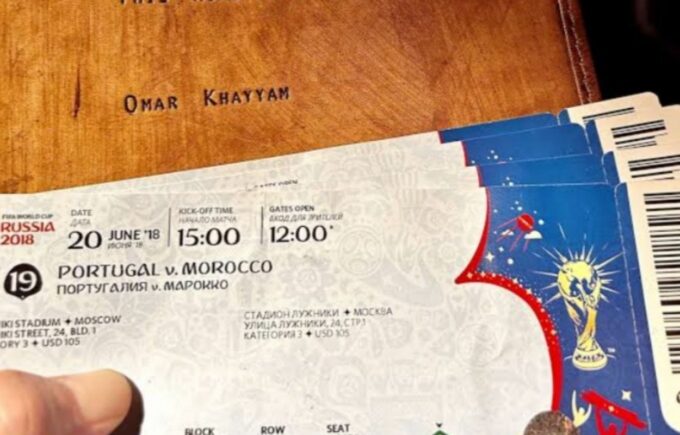 OMAR KHAYYAM
FIFA WORLD CUP
RUSSIA
2018
DATE
ДАТА
20 JUNE '18
ИЮНЯ '18
KICK-OFF TIME
НАЧАЛО МАТЧА
15:00
GATES OPEN
ВХОД ДЛЯ ЗРИТЕЛЕЙ
12:00*
19
PORTUGAL v. MOROCCO
ПОРТУГАЛИЯ v. МАРОККО
IKI STADIUM ✦ MOSCOW
IKI STREET, 24, BLD. 1
ORY 3 ✦ USD 105
СТАДИОН ЛУЖНИКИ ✦ МОСКВА
УЛИЦА ЛУЖНИКИ, 24, СТР.1
КАТЕГОРИЯ 3 ✦ USD 105
BLOCK
ROW
SEAT